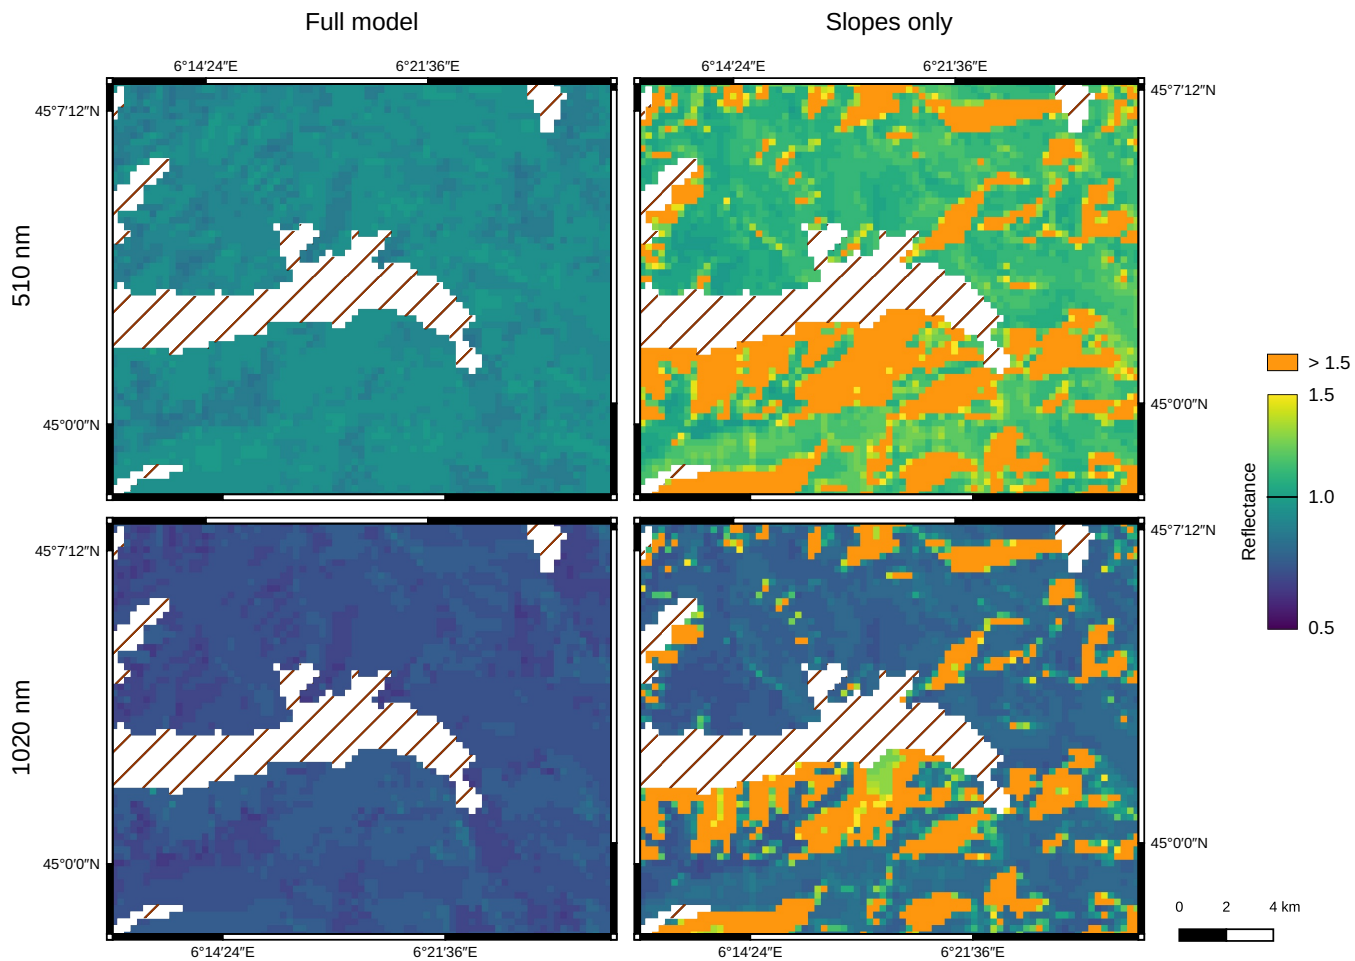 Full model
Slopes only
6°14′24″E 6°21′36″E 6°14′24″E 6°21′36″E
45°7′12″N
45°7′12″N
510 nm
> 1.5
1.5
1.0
0.5
Reflectance
45°0′0″N
45°0′0″N
45°7′12″N
45°7′12″N
1020 nm
45°0′0″N
45°0′0″N
0 2 4 km
6°14′24″E 6°21′36″E 6°14′24″E 6°21′36″E